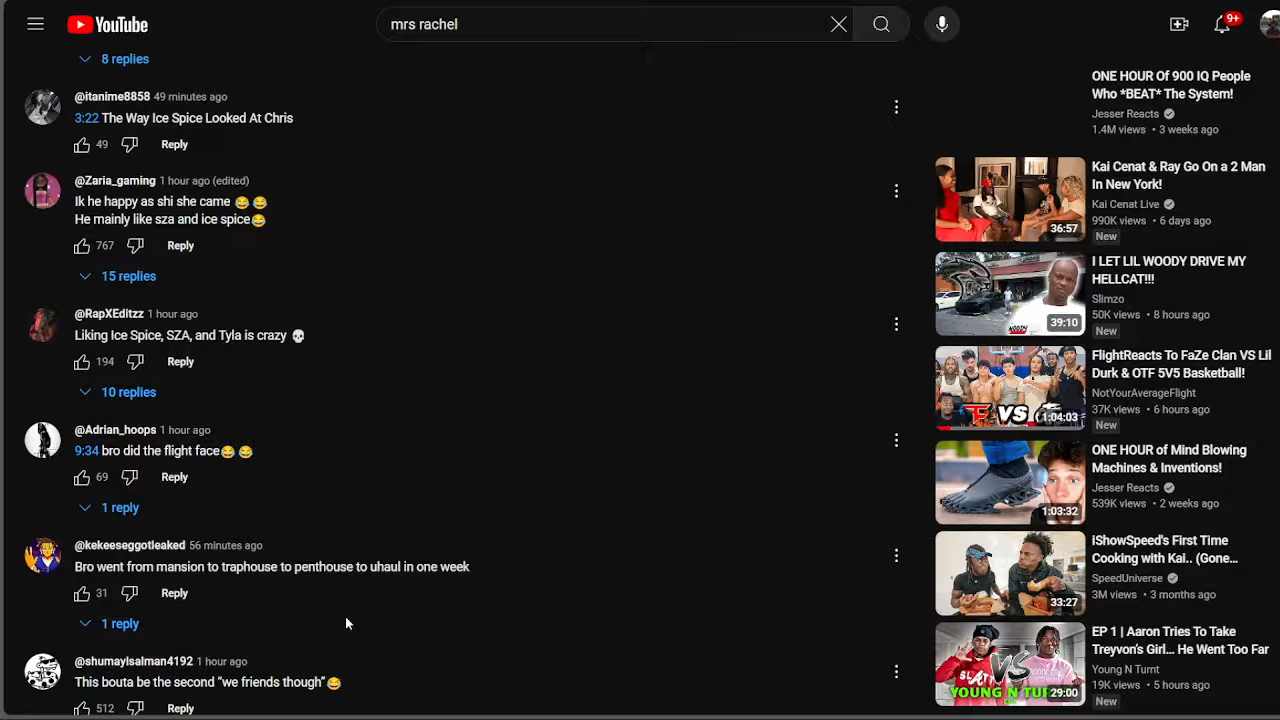 YouTube
mrs rachel
9+
8 replies
@itanime8858 49 minutes ago
3:22 The Way Ice Spice Looked At Chris
49 Reply
@Zaria_gaming 1 hour ago (edited)
Ik he happy as shi she came 😂 😂
He mainly like sza and ice spice😂
767 Reply
15 replies
@RapXEditzz 1 hour ago
Liking Ice Spice, SZA, and Tyla is crazy 💀
194 Reply
10 replies
@Adrian_hoops 1 hour ago
9:34 bro did the flight face😂 😂
69 Reply
1 reply
@kekeeseggotleaked 56 minutes ago
Bro went from mansion to traphouse to penthouse to uhaul in one week
31 Reply
1 reply
@shumaylsalman4192 1 hour ago
This bouta be the second “we friends though”😂
512 Reply
ONE HOUR Of 900 IQ People
Who *BEAT* The System!
Jesser Reacts
1.4M views • 3 weeks ago
36:57
Kai Cenat & Ray Go On a 2 Man
In New York!
Kai Cenat Live
990K views • 6 days ago
New
39:10
I LET LIL WOODY DRIVE MY
HELLCAT!!!
Slimzo
50K views • 8 hours ago
New
VS
1:04:03
FlightReacts To FaZe Clan VS Lil
Durk & OTF 5V5 Basketball!
NotYourAverageFlight
37K views • 6 hours ago
New
1:03:32
ONE HOUR of Mind Blowing
Machines & Inventions!
Jesser Reacts
539K views • 2 weeks ago
33:27
iShowSpeed's First Time
Cooking with Kai.. (Gone…
SpeedUniverse
3M views • 3 months ago
VS
YOUNG N TUR
29:00
EP 1 | Aaron Tries To Take
Treyvon's Girl... He Went Too Far
Young N Turnt
19K views • 5 hours ago
New